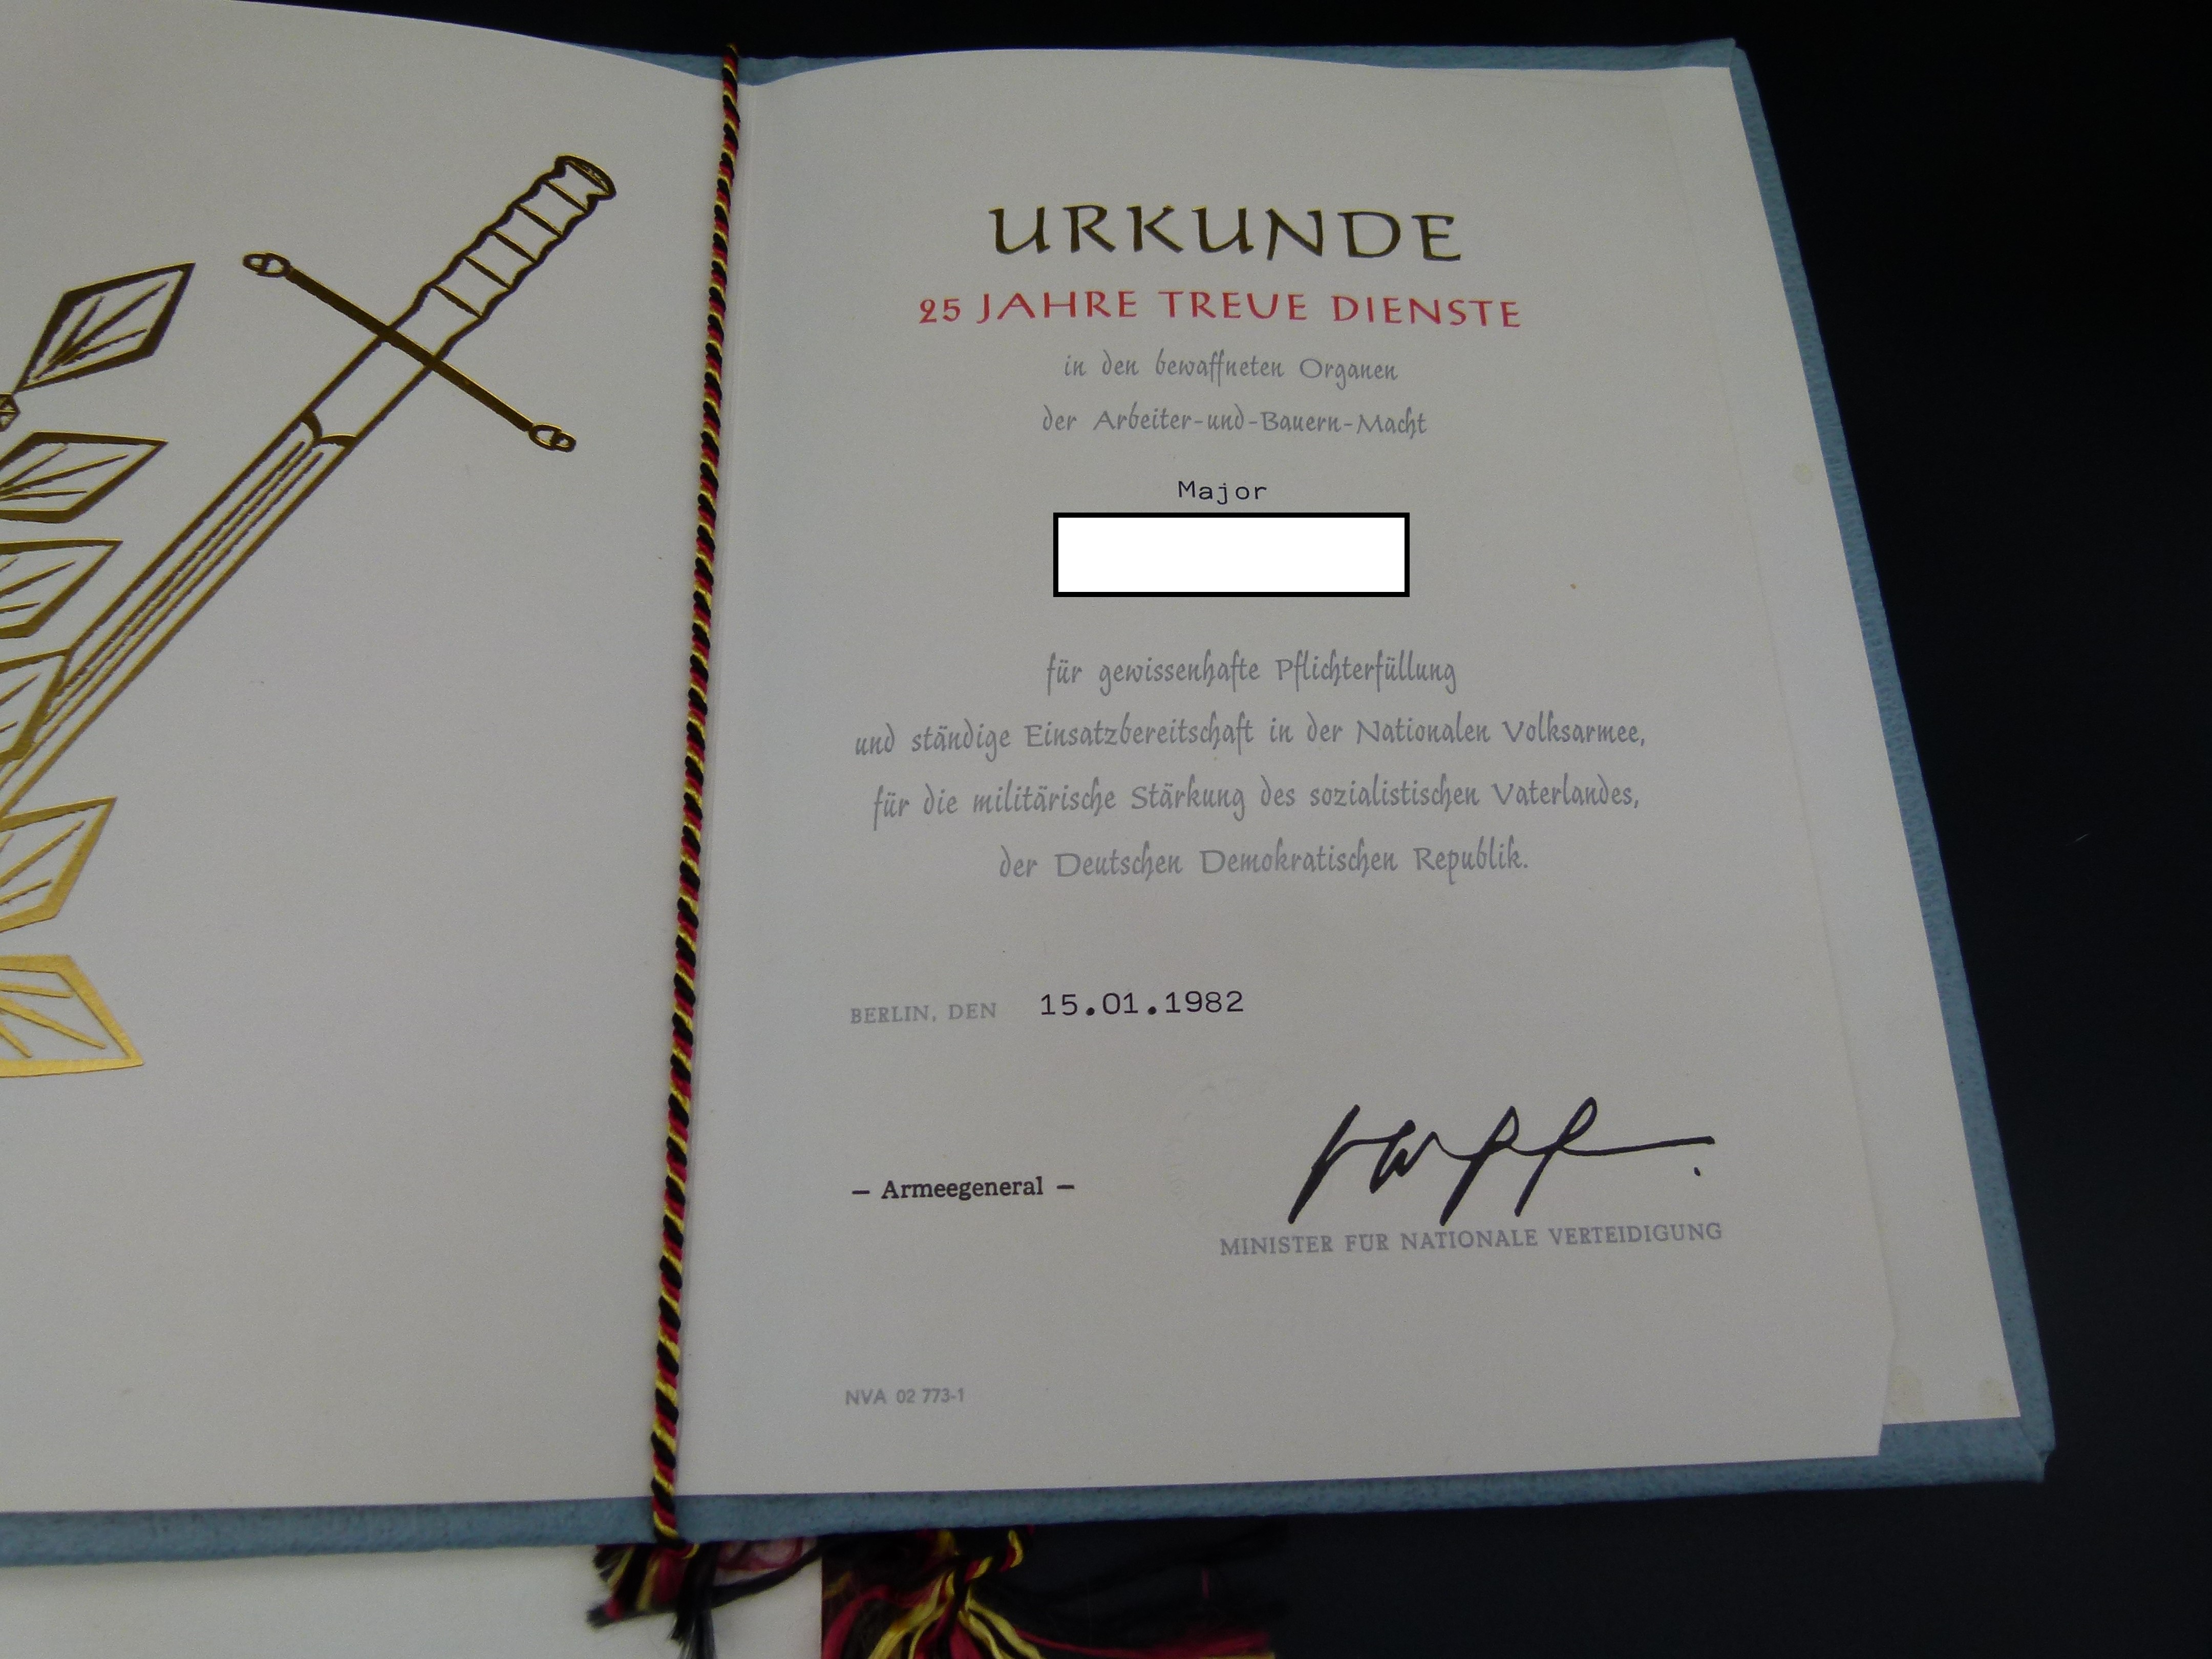 URKUNDE
25 JAHRE TREUE DIENSTE
in den bewaffneten Organen
der Arbeiter-und-Bauern-Macht
Major
für gewissenhafte Pflichterfüllung
und ständige Einsatzbereitschaft in der Nationalen Volksarmee,
für die militärische Stärkung des sozialistischen Vaterlandes,
der Deutschen Demokratischen Republik.
BERLIN, DEN 15.01.1982
– Armeegeneral –
MINISTER FÜR NATIONALE VERTEIDIGUNG
NVA 02 773-1